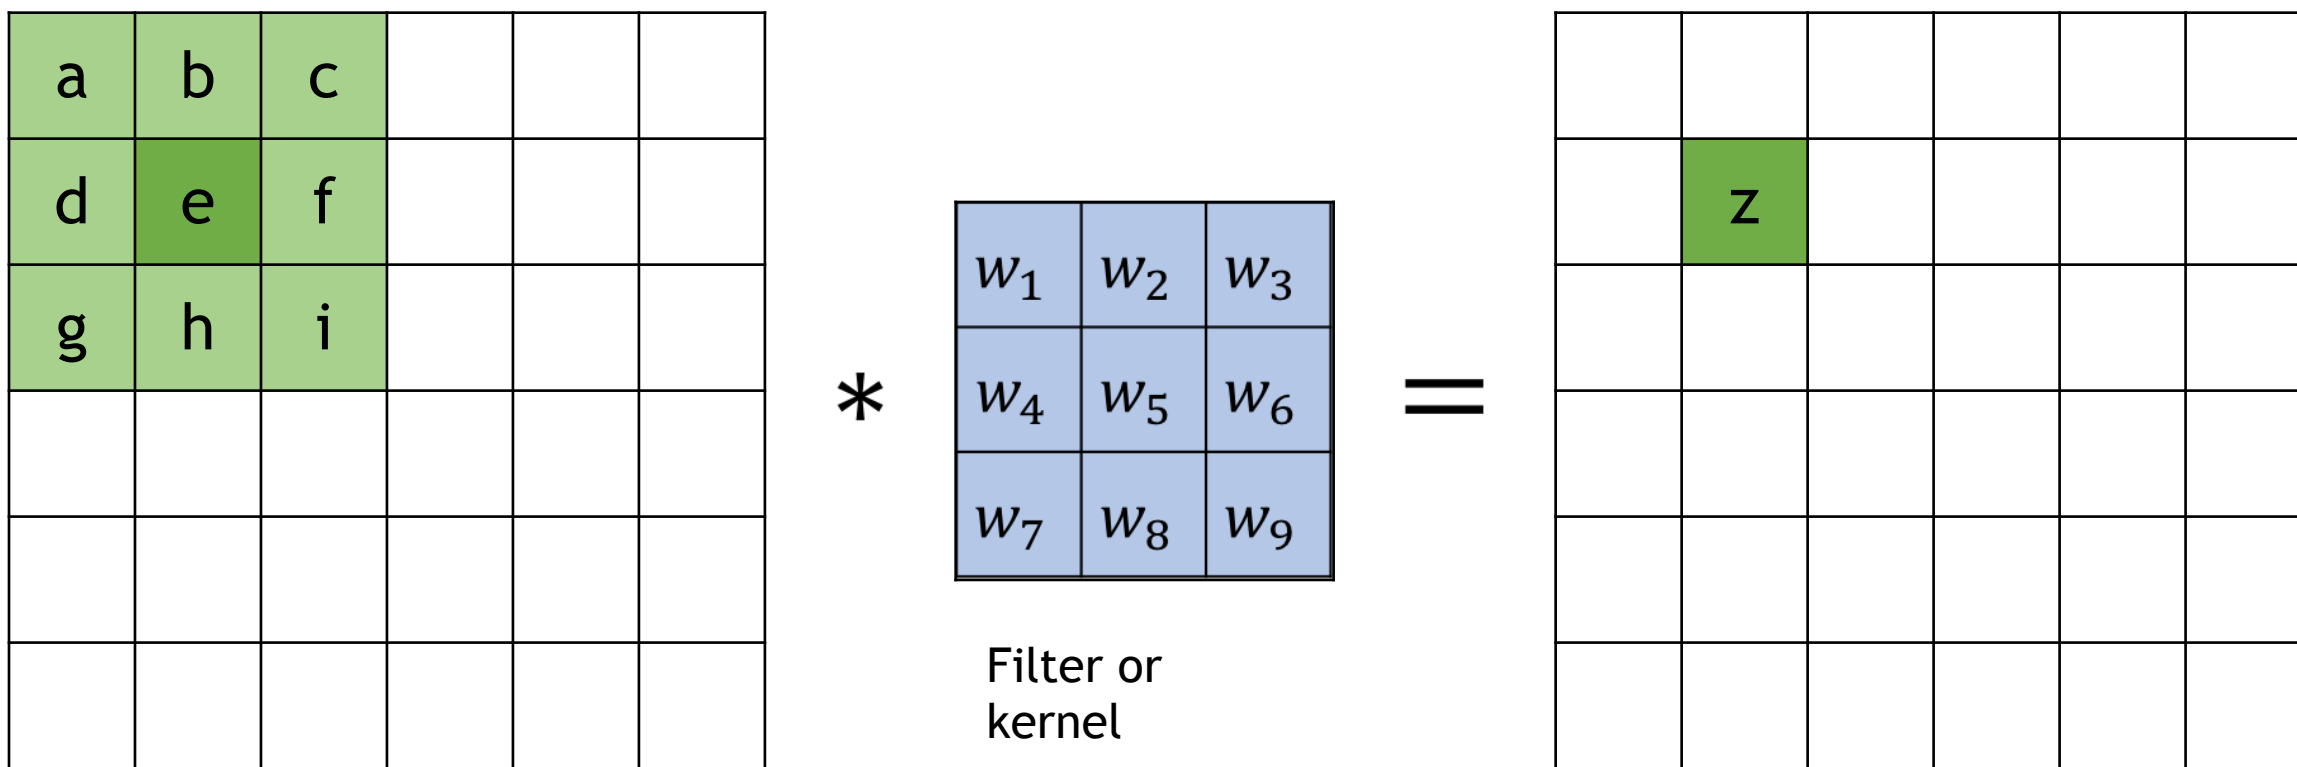 a b c
d e f
g h i
*
w₁ w₂ w₃
w₄ w₅ w₆
w₇ w₈ w₉
Filter or
kernel
=
z